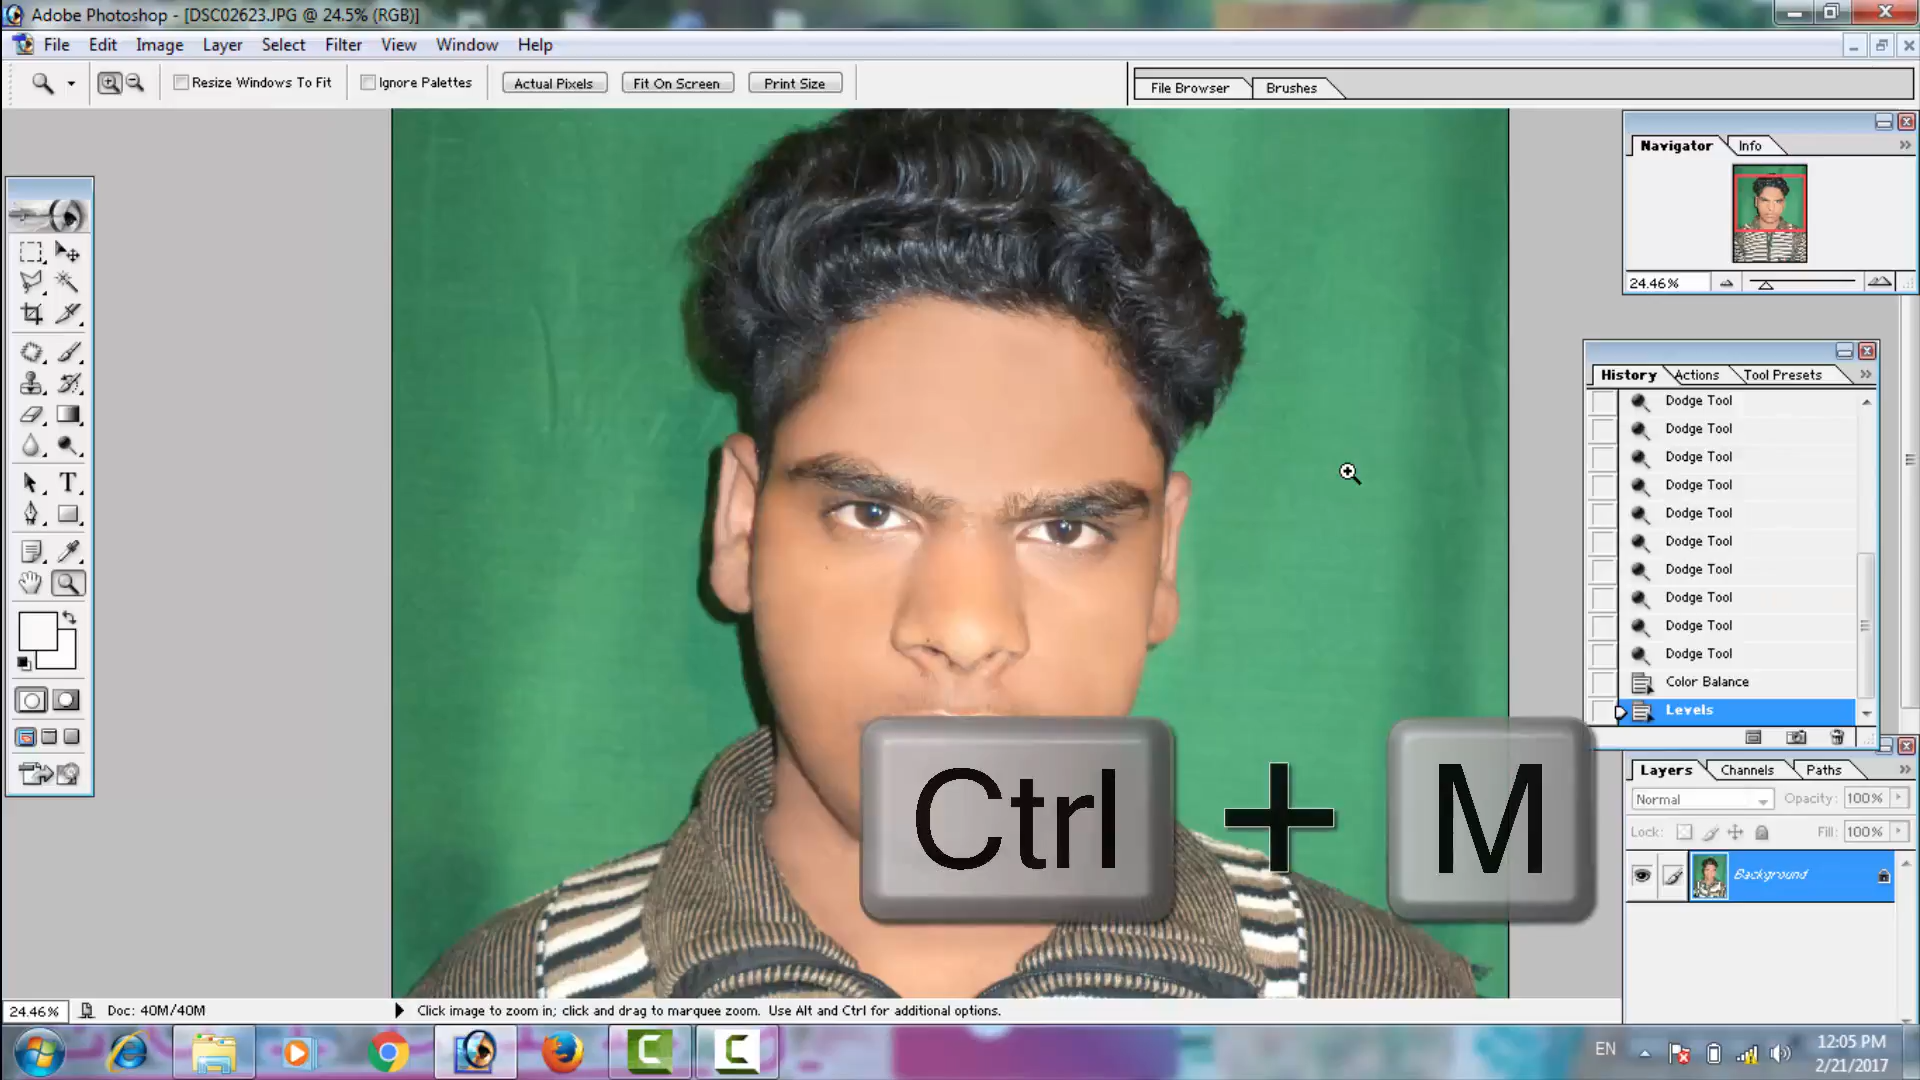 Adobe Photoshop - [DSC02623.JPG @ 24.5% (RGB)]
File Edit Image Layer Select Filter View Window Help
Resize Windows To Fit Ignore Palettes Actual Pixels Fit On Screen Print Size File Browser Brushes
Navigator Info
24.46%
History Actions Tool Presets
Dodge Tool
Dodge Tool
Dodge Tool
Dodge Tool
Dodge Tool
Dodge Tool
Dodge Tool
Dodge Tool
Dodge Tool
Dodge Tool
Color Balance
Levels
Layers Channels Paths
Normal Opacity: 100%
Lock: Fill: 100%
Background
Ctrl + M
24.46% Doc: 40M/40M Click image to zoom in; click and drag to marquee zoom. Use Alt and Ctrl for additional options.
EN
12:05 PM
2/21/2017